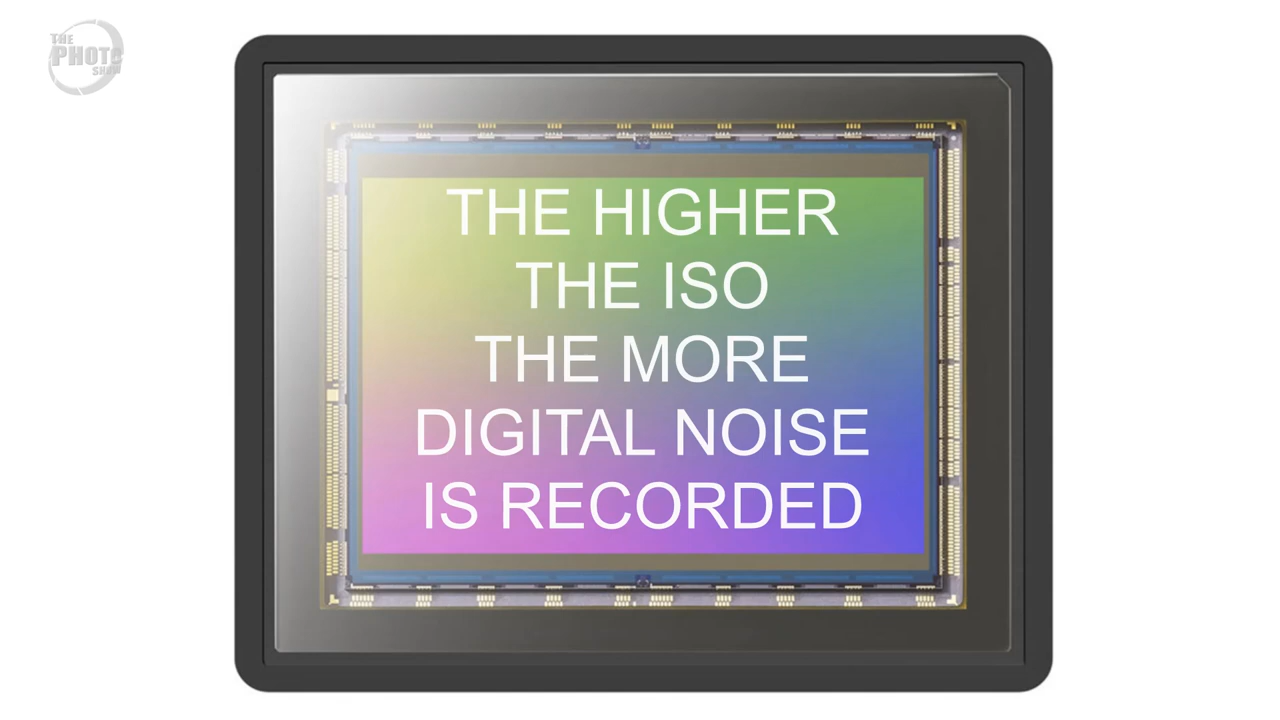 THE
PHOTO
SHOW
THE HIGHER
THE ISO
THE MORE
DIGITAL NOISE
IS RECORDED